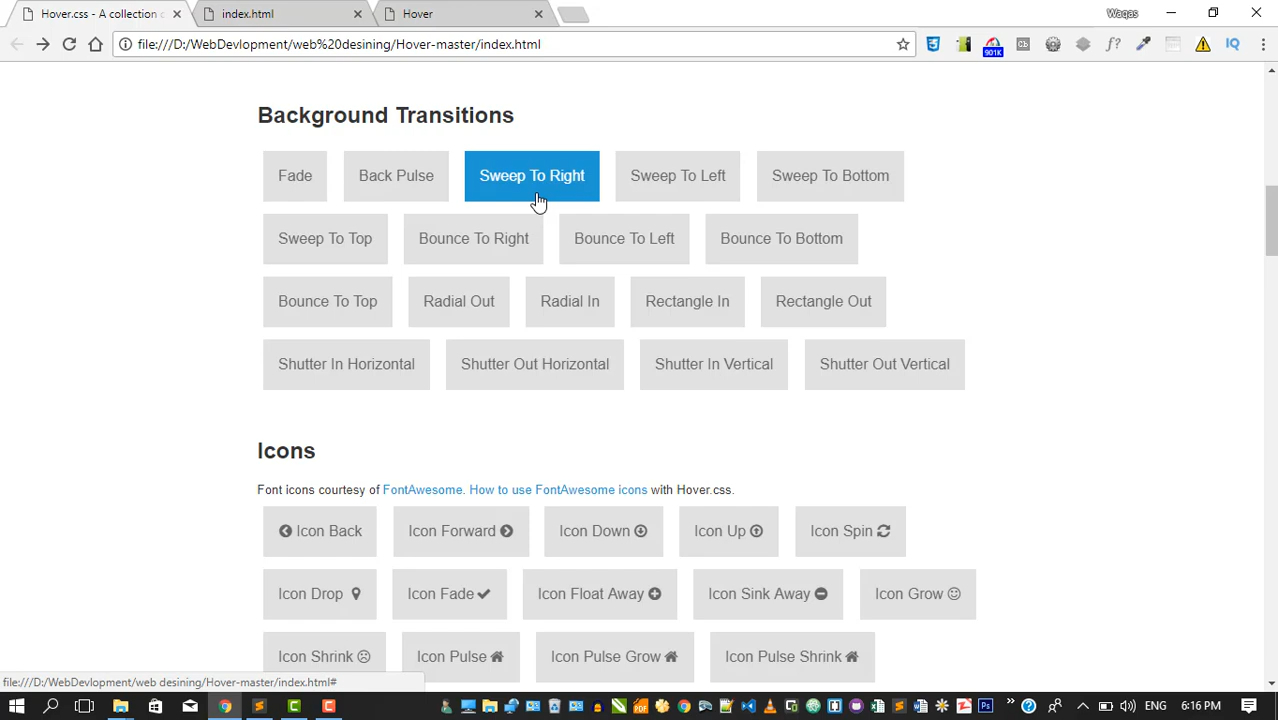 Hover.css - A collection
index.html
Hover
Waqas
file:///D:/WebDevlopment/web%20desining/Hover-master/index.html
901K
f?
IQ
Background Transitions
Fade
Back Pulse
Sweep To Right
Sweep To Left
Sweep To Bottom
Sweep To Top
Bounce To Right
Bounce To Left
Bounce To Bottom
Bounce To Top
Radial Out
Radial In
Rectangle In
Rectangle Out
Shutter In Horizontal
Shutter Out Horizontal
Shutter In Vertical
Shutter Out Vertical
Icons
Font icons courtesy of FontAwesome. How to use FontAwesome icons with Hover.css.
Icon Back
Icon Forward
Icon Down
Icon Up
Icon Spin
Icon Drop
Icon Fade
Icon Float Away
Icon Sink Away
Icon Grow
Icon Shrink
Icon Pulse
Icon Pulse Grow
Icon Pulse Shrink
file:///D:/WebDevlopment/web desining/Hover-master/index.html#
ENG
6:16 PM